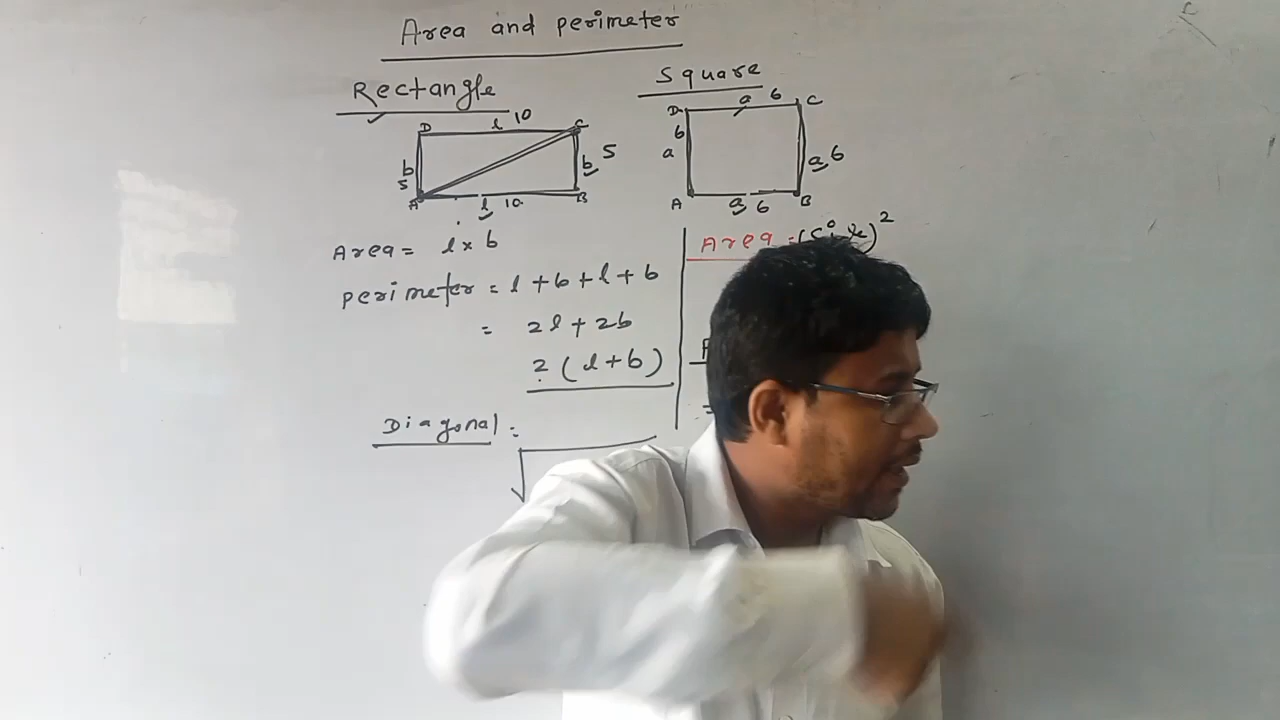 Area and perimeter
Rectangle
D l 10 C
b 5
b 5
A l 10 B
Area = l × b
perimeter = l + b + l + b
= 2l + 2b
2 (l + b)
Diagonal =
Square
D a 6 C
6 a
a 6
A a 6 B
Area = (Side)²